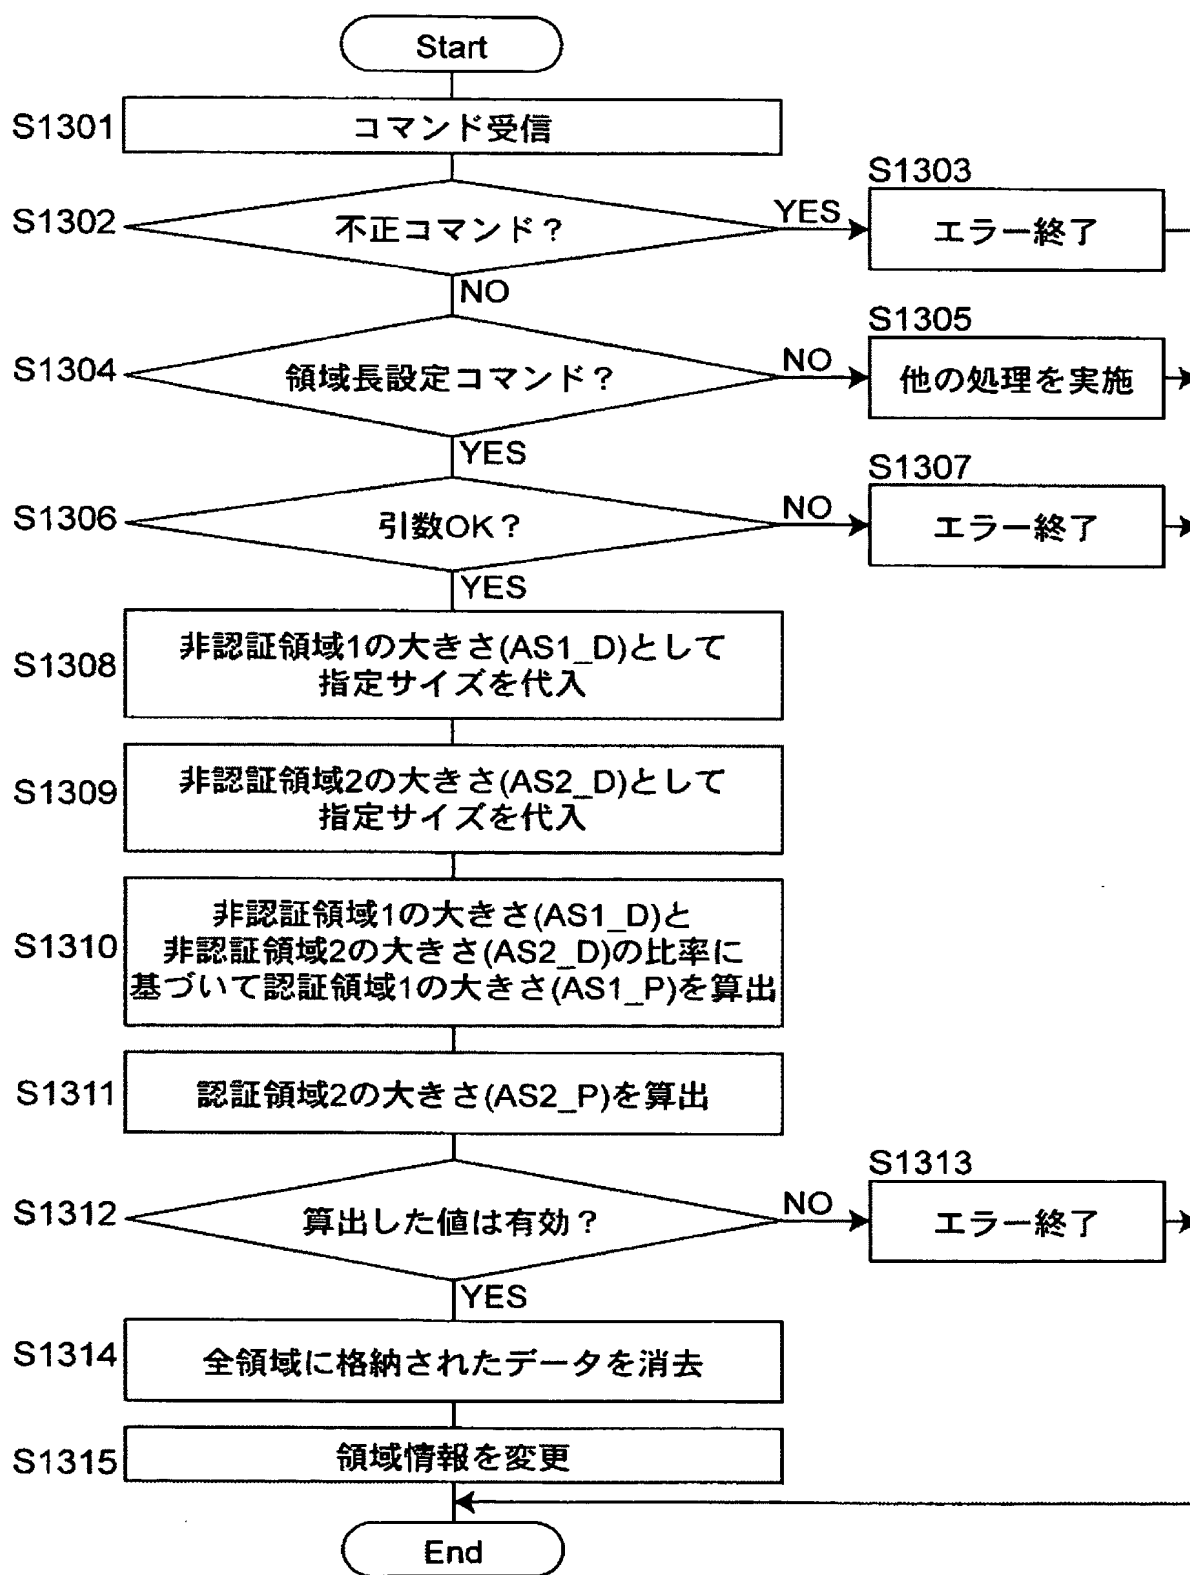 Start
S1301
コマンド受信
S1302
不正コマンド？
YES
S1303
エラー終了
NO
S1304
領域長設定コマンド？
NO
S1305
他の処理を実施
YES
S1306
引数OK？
NO
S1307
エラー終了
YES
S1308
非認証領域1の大きさ(AS1_D)として
指定サイズを代入
S1309
非認証領域2の大きさ(AS2_D)として
指定サイズを代入
S1310
非認証領域1の大きさ(AS1_D)と
非認証領域2の大きさ(AS2_D)の比率に
基づいて認証領域1の大きさ(AS1_P)を算出
S1311
認証領域2の大きさ(AS2_P)を算出
S1312
算出した値は有効？
NO
S1313
エラー終了
YES
S1314
全領域に格納されたデータを消去
S1315
領域情報を変更
End